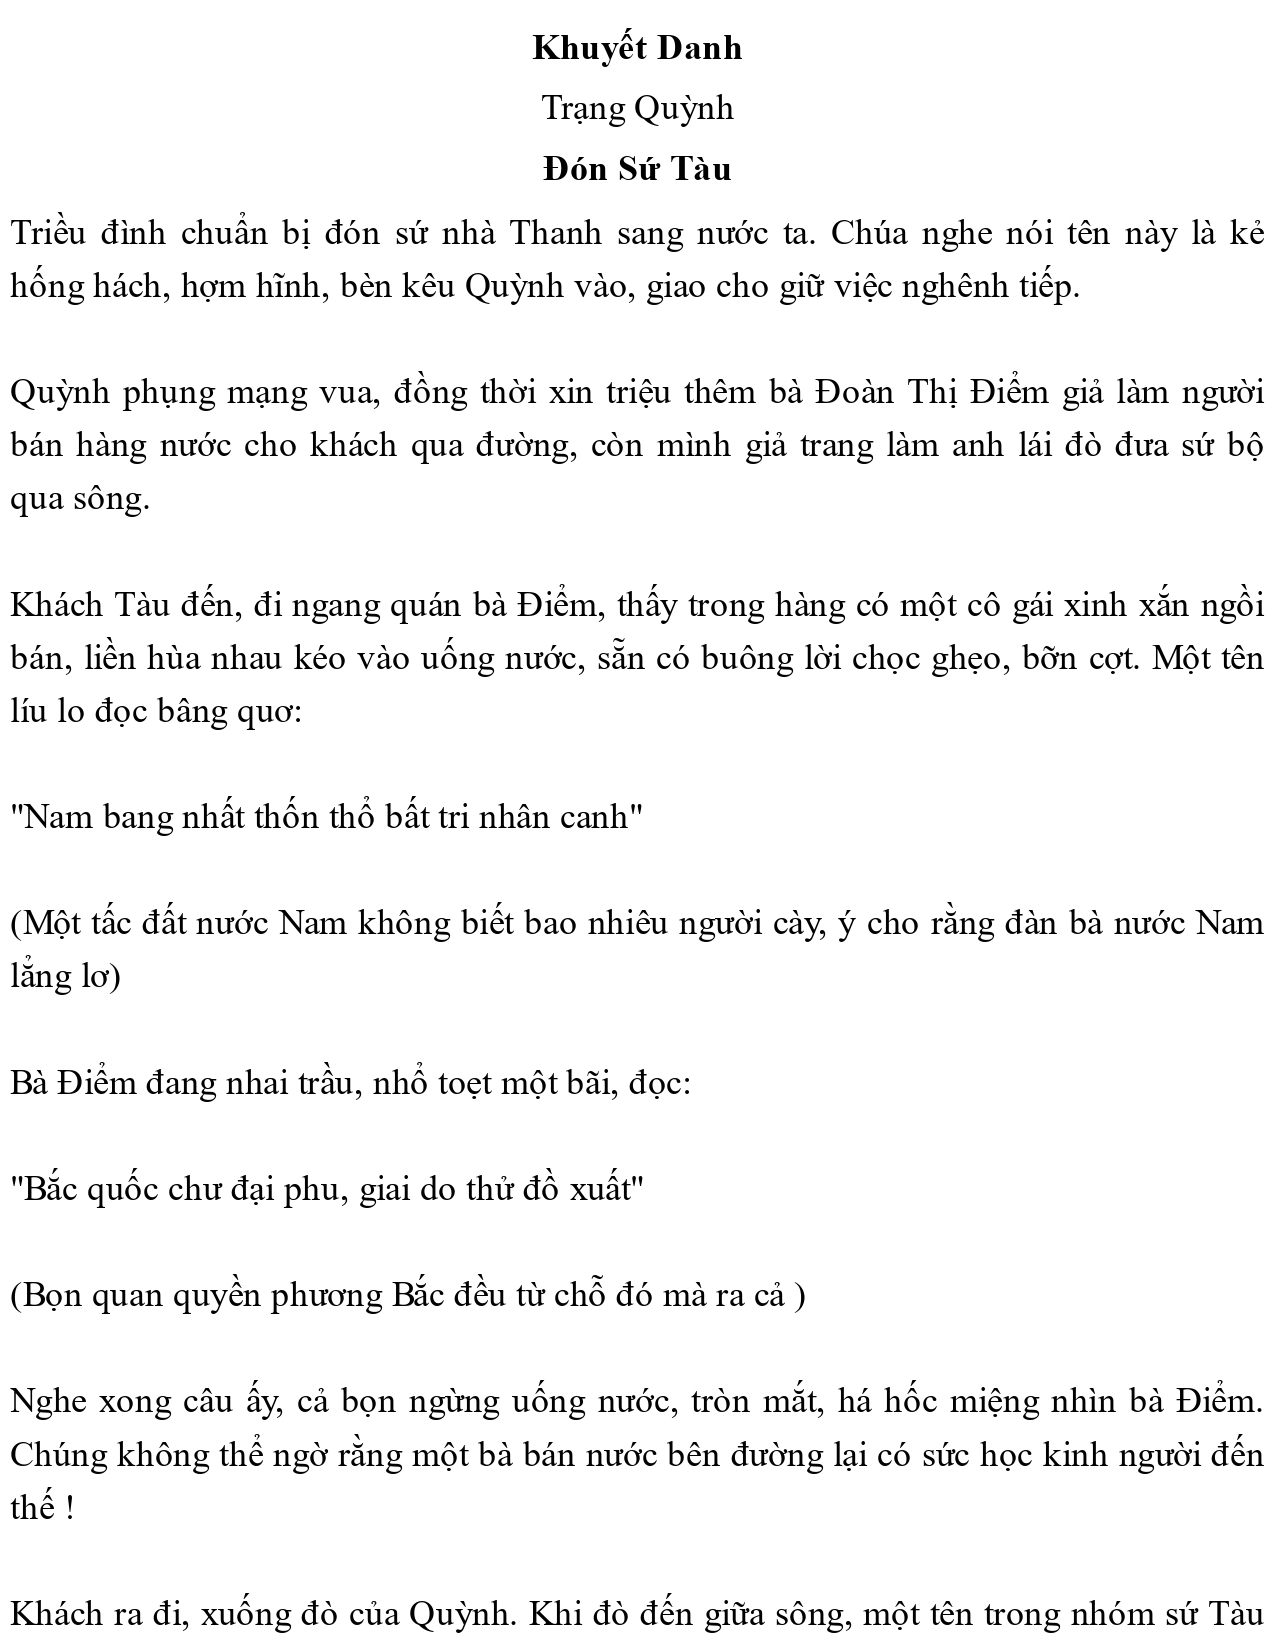 Khuyết Danh
Trạng Quỳnh
Đón Sứ Tàu
Triều đình chuẩn bị đón sứ nhà Thanh sang nước ta. Chúa nghe nói tên này là kẻ
hống hách, hợm hĩnh, bèn kêu Quỳnh vào, giao cho giữ việc nghênh tiếp.
Quỳnh phụng mạng vua, đồng thời xin triệu thêm bà Đoàn Thị Điểm giả làm người
bán hàng nước cho khách qua đường, còn mình giả trang làm anh lái đò đưa sứ bộ
qua sông.
Khách Tàu đến, đi ngang quán bà Điểm, thấy trong hàng có một cô gái xinh xắn ngồi
bán, liền hùa nhau kéo vào uống nước, sẵn có buông lời chọc ghẹo, bỡn cợt. Một tên
líu lo đọc bâng quơ:
"Nam bang nhất thốn thổ bất tri nhân canh"
(Một tấc đất nước Nam không biết bao nhiêu người cày, ý cho rằng đàn bà nước Nam
lẳng lơ)
Bà Điểm đang nhai trầu, nhổ toẹt một bãi, đọc:
"Bắc quốc chư đại phu, giai do thử đồ xuất"
(Bọn quan quyền phương Bắc đều từ chỗ đó mà ra cả )
Nghe xong câu ấy, cả bọn ngừng uống nước, tròn mắt, há hốc miệng nhìn bà Điểm.
Chúng không thể ngờ rằng một bà bán nước bên đường lại có sức học kinh người đến
thế !
Khách ra đi, xuống đò của Quỳnh. Khi đò đến giữa sông, một tên trong nhóm sứ Tàu